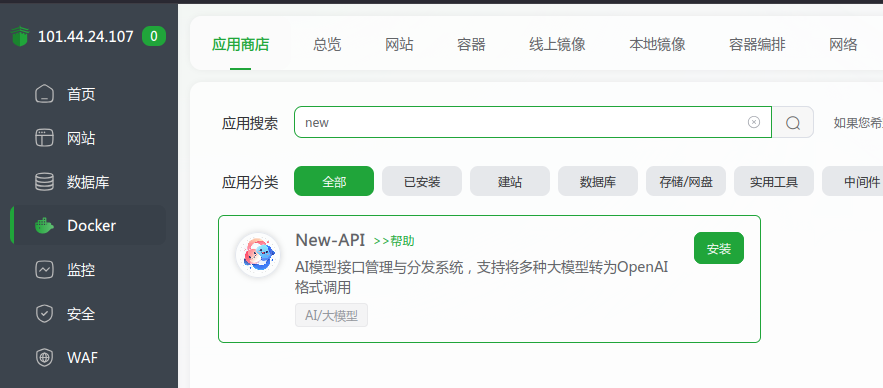 101.44.24.107 0
首页
网站
数据库
Docker
监控
安全
WAF
应用商店 总览 网站 容器 线上镜像 本地镜像 容器编排 网络
应用搜索 new 如果您希
应用分类 全部 已安装 建站 数据库 存储/网盘 实用工具 中间件
New-API >>帮助
安装
AI模型接口管理与分发系统，支持将多种大模型转为OpenAI
格式调用
AI/大模型